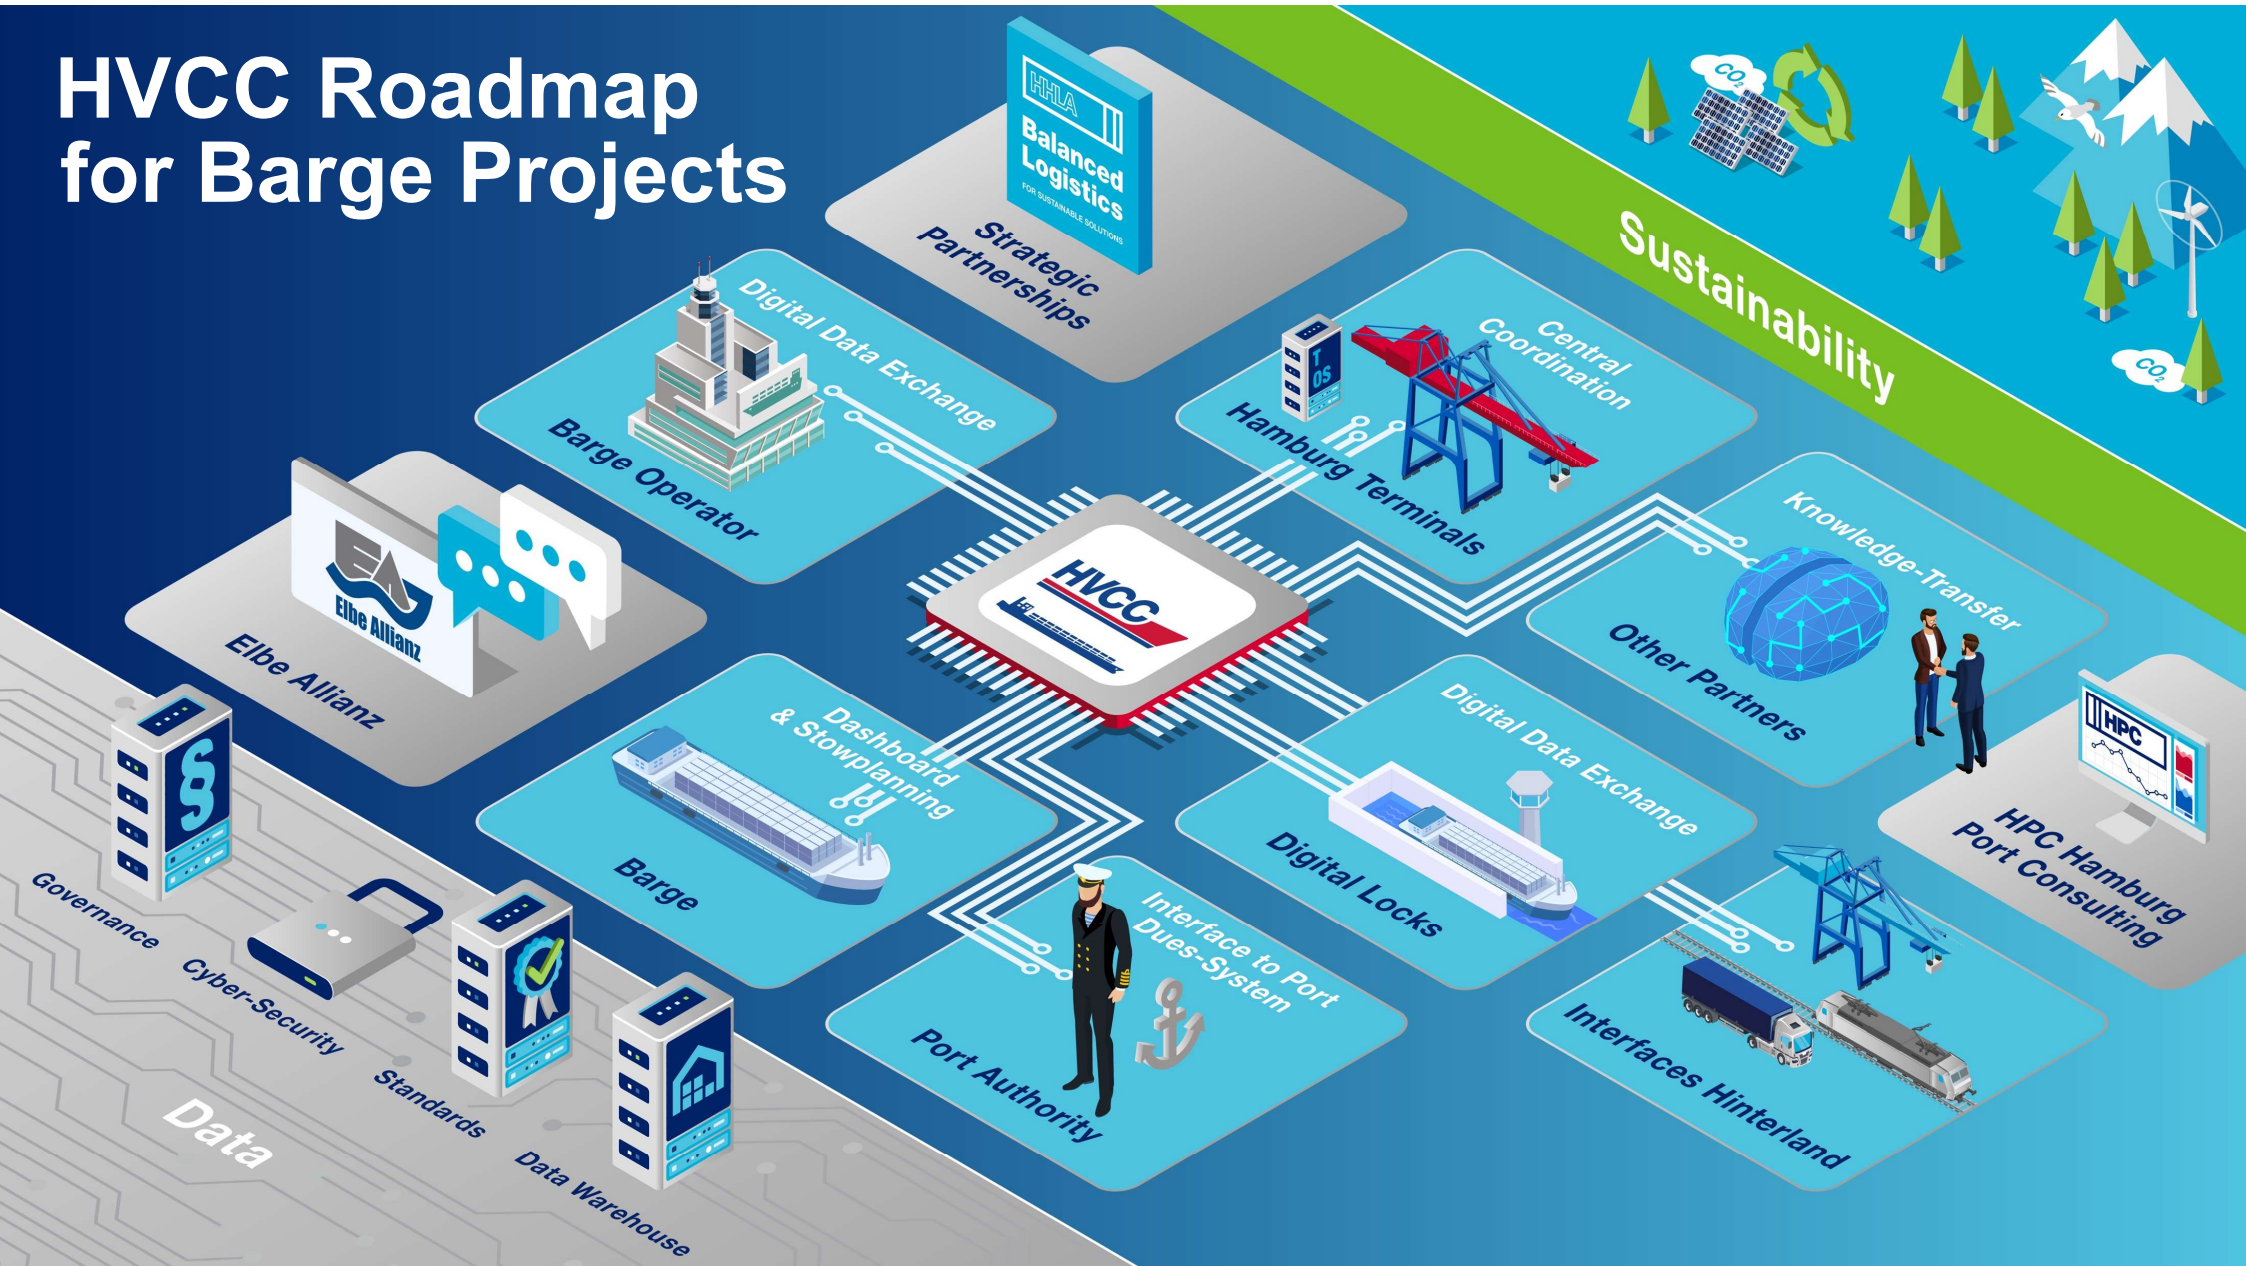 HVCC Roadmap
for Barge Projects
HHLA
Balanced
Logistics
FOR SUSTAINABLE SOLUTIONS
Strategic
Partnerships
CO2
Sustainability
CO2
Digital Data Exchange
Barge Operator
Central
Coordination
T
OS
Hamburg Terminals
Knowledge-Transfer
Other Partners
Elbe Allianz
Elbe Allianz
HVCC
HPC
HPC Hamburg
Port Consulting
Dashboard
& Stowplanning
Barge
Digital Data Exchange
Digital Locks
Interface to Port
Dues-System
Port Authority
Interfaces Hinterland
§
Governance
Cyber-Security
Standards
Data Warehouse
Data